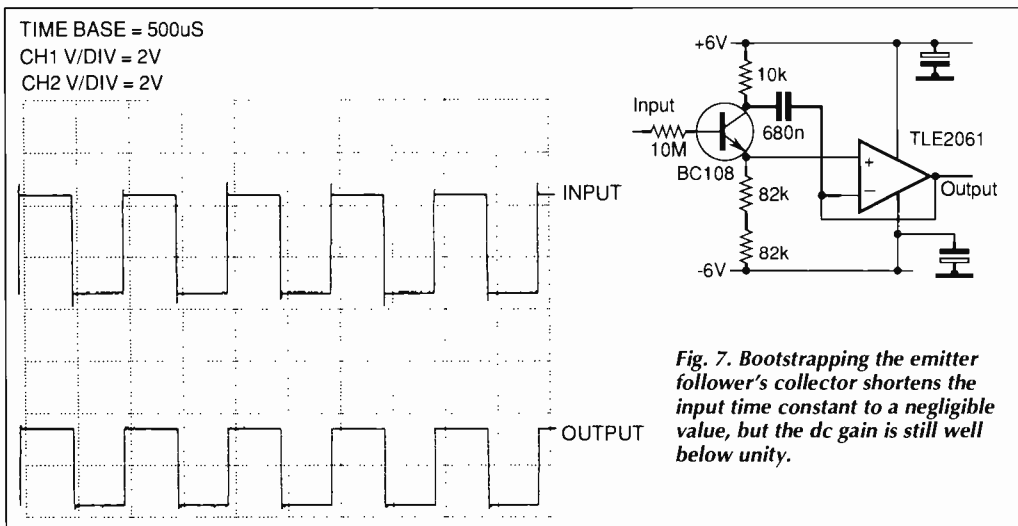 TIME BASE = 500uS
CH1 V/DIV = 2V
CH2 V/DIV = 2V
INPUT
OUTPUT
+6V
10k
Input
10M
680n
BC108
TLE2061
+
−
Output
82k
82k
-6V
Fig. 7. Bootstrapping the emitter
follower's collector shortens the
input time constant to a negligible
value, but the dc gain is still well
below unity.